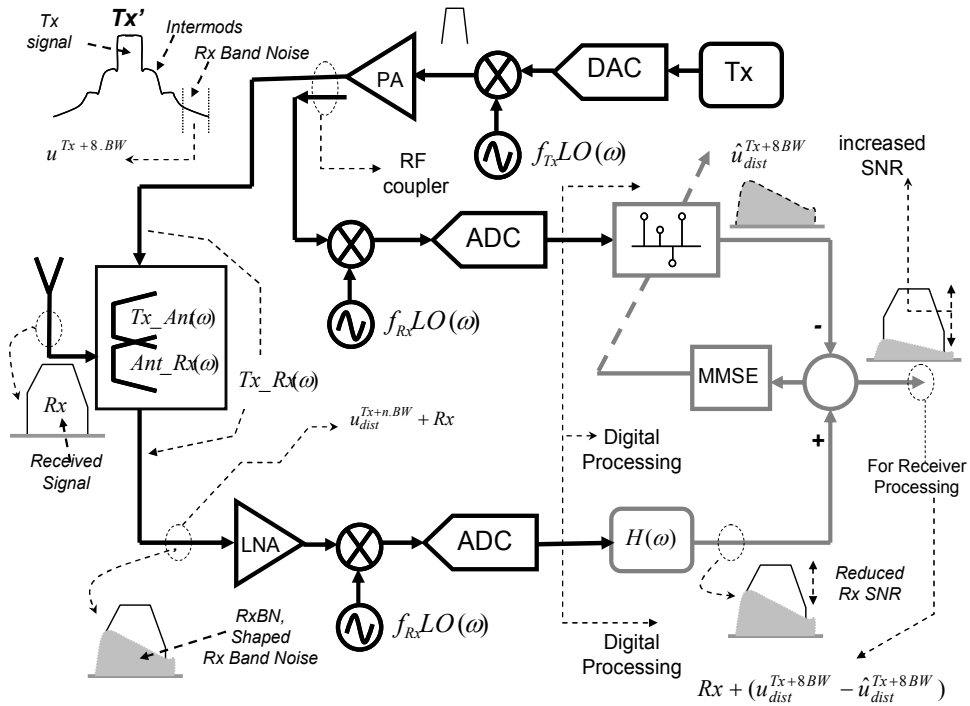 Tx
signal
Tx'
Intermods
Rx Band Noise
u^{Tx+8.BW}
PA
DAC
Tx
f_{Tx}LO(ω)
RF
coupler
û_{dist}^{Tx+8BW}
increased
SNR
ADC
f_{Rx}LO(ω)
Tx_Ant(ω)
Ant_Rx(ω)
Tx_Rx(ω)
Rx
Received
Signal
u_{dist}^{Tx+n.BW} + Rx
MMSE
-
+
Digital
Processing
For Receiver
Processing
LNA
ADC
H(ω)
f_{Rx}LO(ω)
RxBN,
Shaped
Rx Band Noise
Digital
Processing
Reduced
Rx SNR
Rx + (u_{dist}^{Tx+8BW} - û_{dist}^{Tx+8BW})